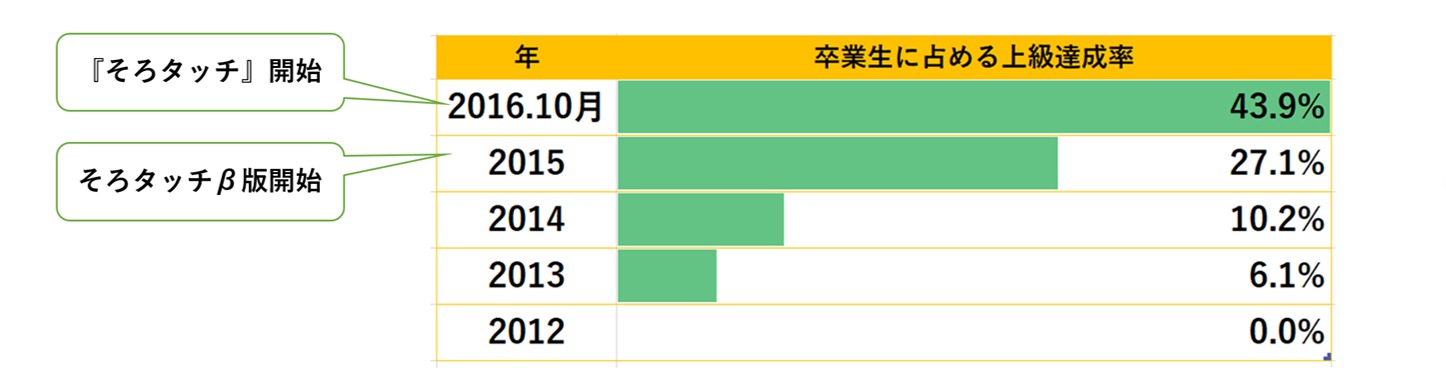 『そろタッチ』開始
そろタッチβ版開始
年 卒業生に占める上級達成率
2016.10月 43.9%
2015 27.1%
2014 10.2%
2013 6.1%
2012 0.0%